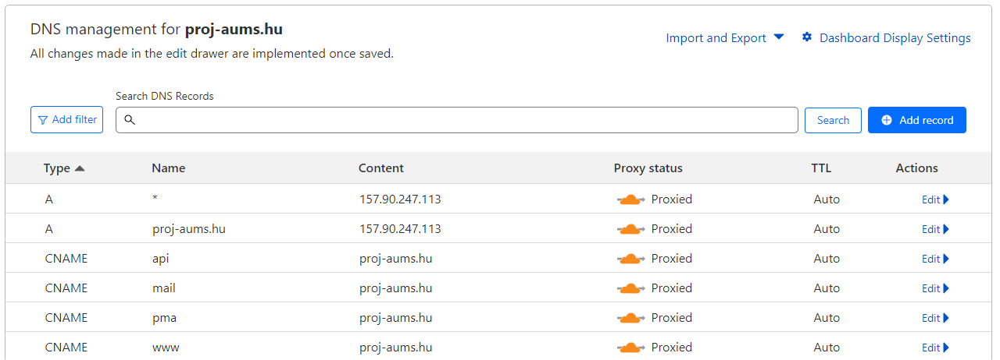 DNS management for proj-aums.hu
Import and Export
Dashboard Display Settings
All changes made in the edit drawer are implemented once saved.
Search DNS Records
Add filter
Search
Add record
Type Name Content Proxy status TTL Actions
A * 157.90.247.113 Proxied Auto Edit
A proj-aums.hu 157.90.247.113 Proxied Auto Edit
CNAME api proj-aums.hu Proxied Auto Edit
CNAME mail proj-aums.hu Proxied Auto Edit
CNAME pma proj-aums.hu Proxied Auto Edit
CNAME www proj-aums.hu Proxied Auto Edit